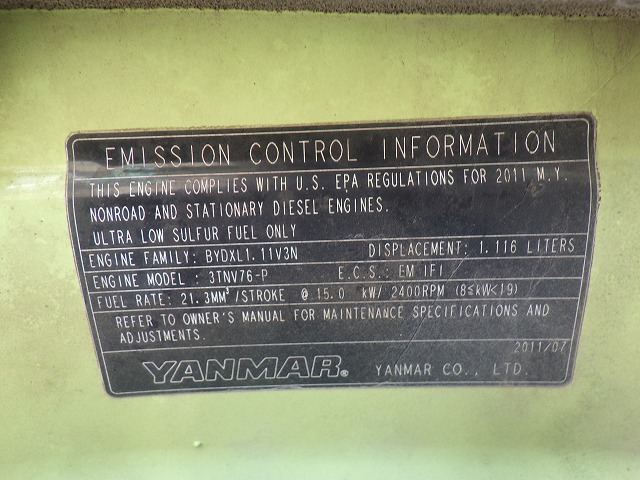 EMISSION CONTROL INFORMATION
THIS ENGINE COMPLIES WITH U.S. EPA REGULATIONS FOR 2011 M.Y.
NONROAD AND STATIONARY DIESEL ENGINES.
ULTRA LOW SULFUR FUEL ONLY
ENGINE FAMILY: BYDXL1.11V3N DISPLACEMENT: 1.116 LITERS
ENGINE MODEL : 3TNV76-P E.C.S.: EM IFI
FUEL RATE: 21.3MM³/STROKE @ 15.0 kW/ 2400RPM (8≤kW<19)
REFER TO OWNER'S MANUAL FOR MAINTENANCE SPECIFICATIONS AND
ADJUSTMENTS.
2011/07
YANMAR® YANMAR CO., LTD.